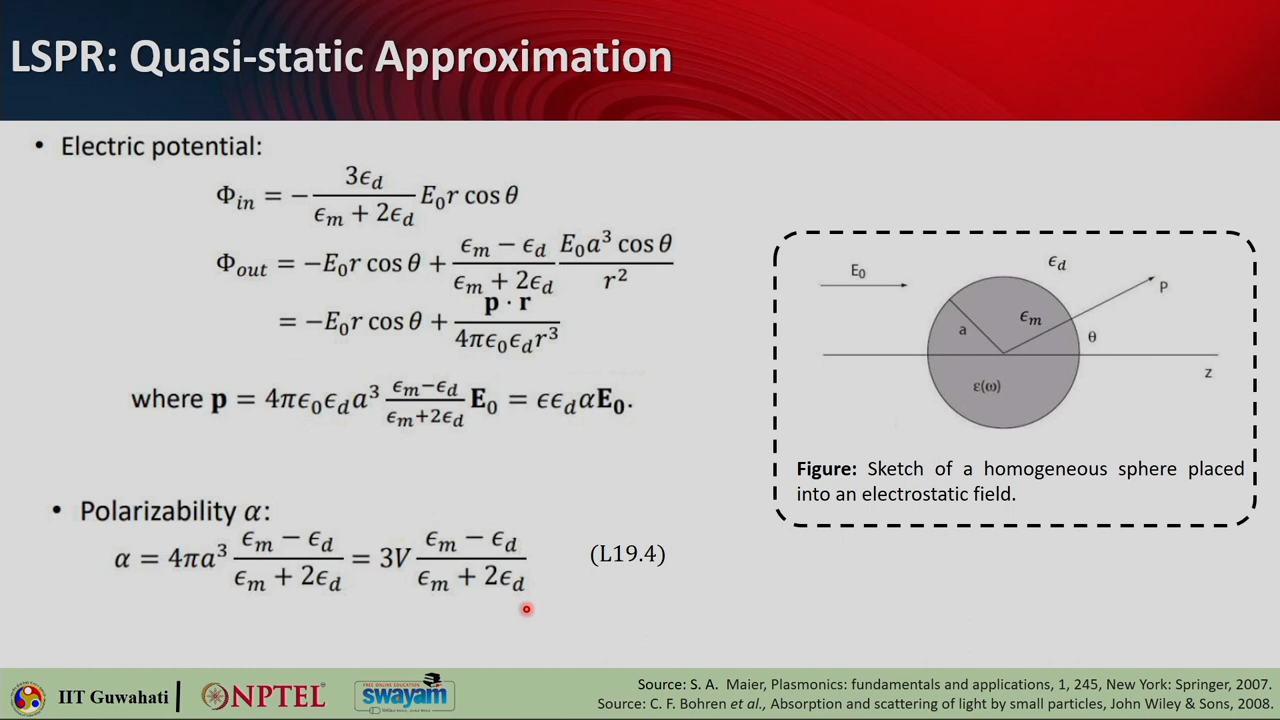 LSPR: Quasi-static Approximation
• Electric potential:
Φ_in = − 3ϵ_d / (ϵ_m + 2ϵ_d) E_0 r cos θ
Φ_out = −E_0 r cos θ + (ϵ_m − ϵ_d) / (ϵ_m + 2ϵ_d) E_0 a^3 cos θ / r^2
= −E_0 r cos θ + p · r / (4πϵ_0 ϵ_d r^3)
where p = 4πϵ_0 ϵ_d a^3 (ϵ_m−ϵ_d) / (ϵ_m+2ϵ_d) E_0 = ϵϵ_d αE_0.
• Polarizability α:
α = 4πa^3 (ϵ_m − ϵ_d) / (ϵ_m + 2ϵ_d) = 3V (ϵ_m − ϵ_d) / (ϵ_m + 2ϵ_d) (L19.4)
E_0
ϵ_d
P
a
ϵ_m
θ
z
ε(ω)
Figure: Sketch of a homogeneous sphere placed
into an electrostatic field.
IIT Guwahati
NPTEL
FREE ONLINE EDUCATION
swayam
Source: S. A. Maier, Plasmonics: fundamentals and applications, 1, 245, New York: Springer, 2007.
Source: C. F. Bohren et al., Absorption and scattering of light by small particles, John Wiley & Sons, 2008.